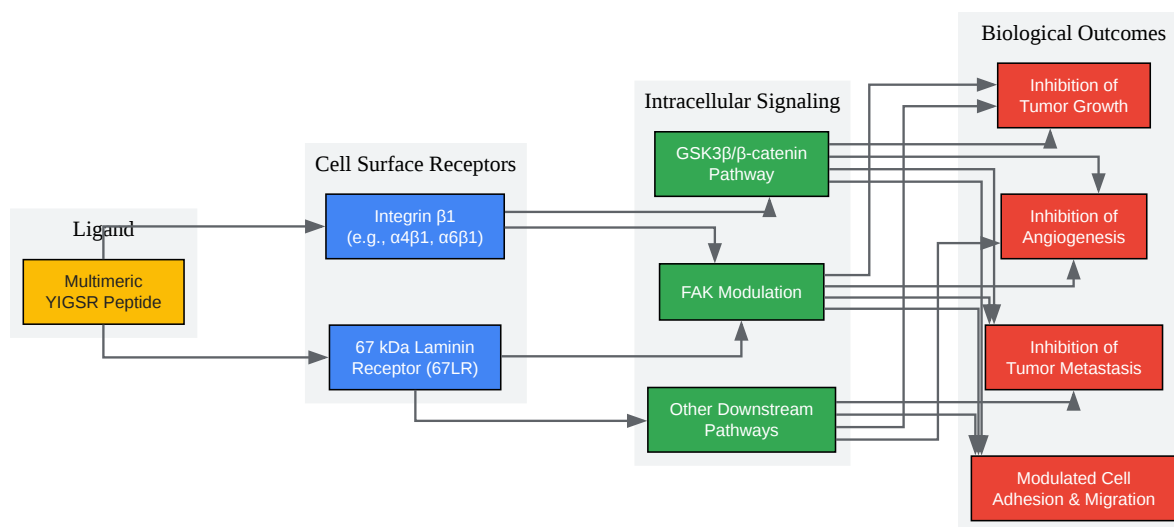 Ligand
Multimeric
YIGSR Peptide
Cell Surface Receptors
Integrin β1
(e.g., α4β1, α6β1)
67 kDa Laminin
Receptor (67LR)
Intracellular Signaling
GSK3β/β-catenin
Pathway
FAK Modulation
Other Downstream
Pathways
Biological Outcomes
Inhibition of
Tumor Growth
Inhibition of
Angiogenesis
Inhibition of
Tumor Metastasis
Modulated Cell
Adhesion & Migration